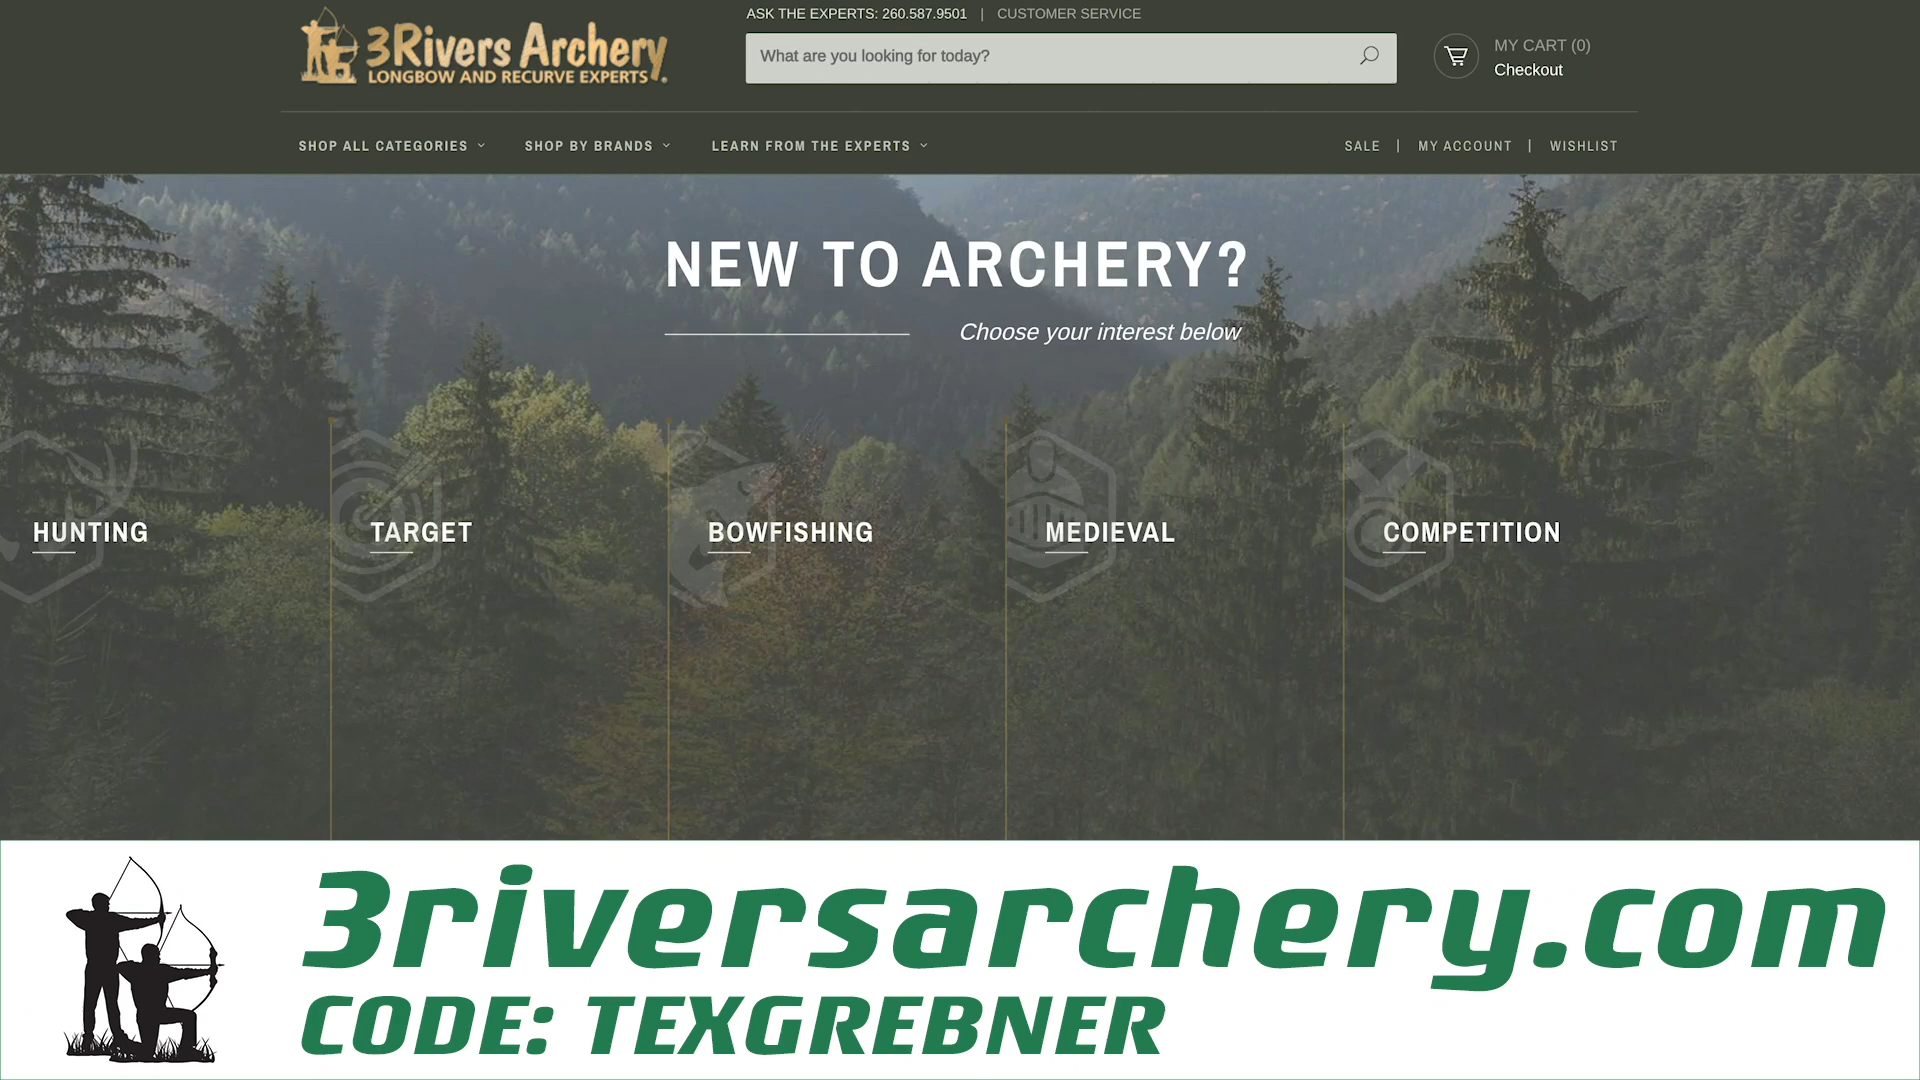 ASK THE EXPERTS: 260.587.9501 | CUSTOMER SERVICE
3Rivers Archery
LONGBOW AND RECURVE EXPERTS.
What are you looking for today?
MY CART (0)
Checkout
SHOP ALL CATEGORIES SHOP BY BRANDS LEARN FROM THE EXPERTS SALE | MY ACCOUNT | WISHLIST
NEW TO ARCHERY?
Choose your interest below
HUNTING TARGET BOWFISHING MEDIEVAL COMPETITION
3riversarchery.com
CODE: TEXGREBNER